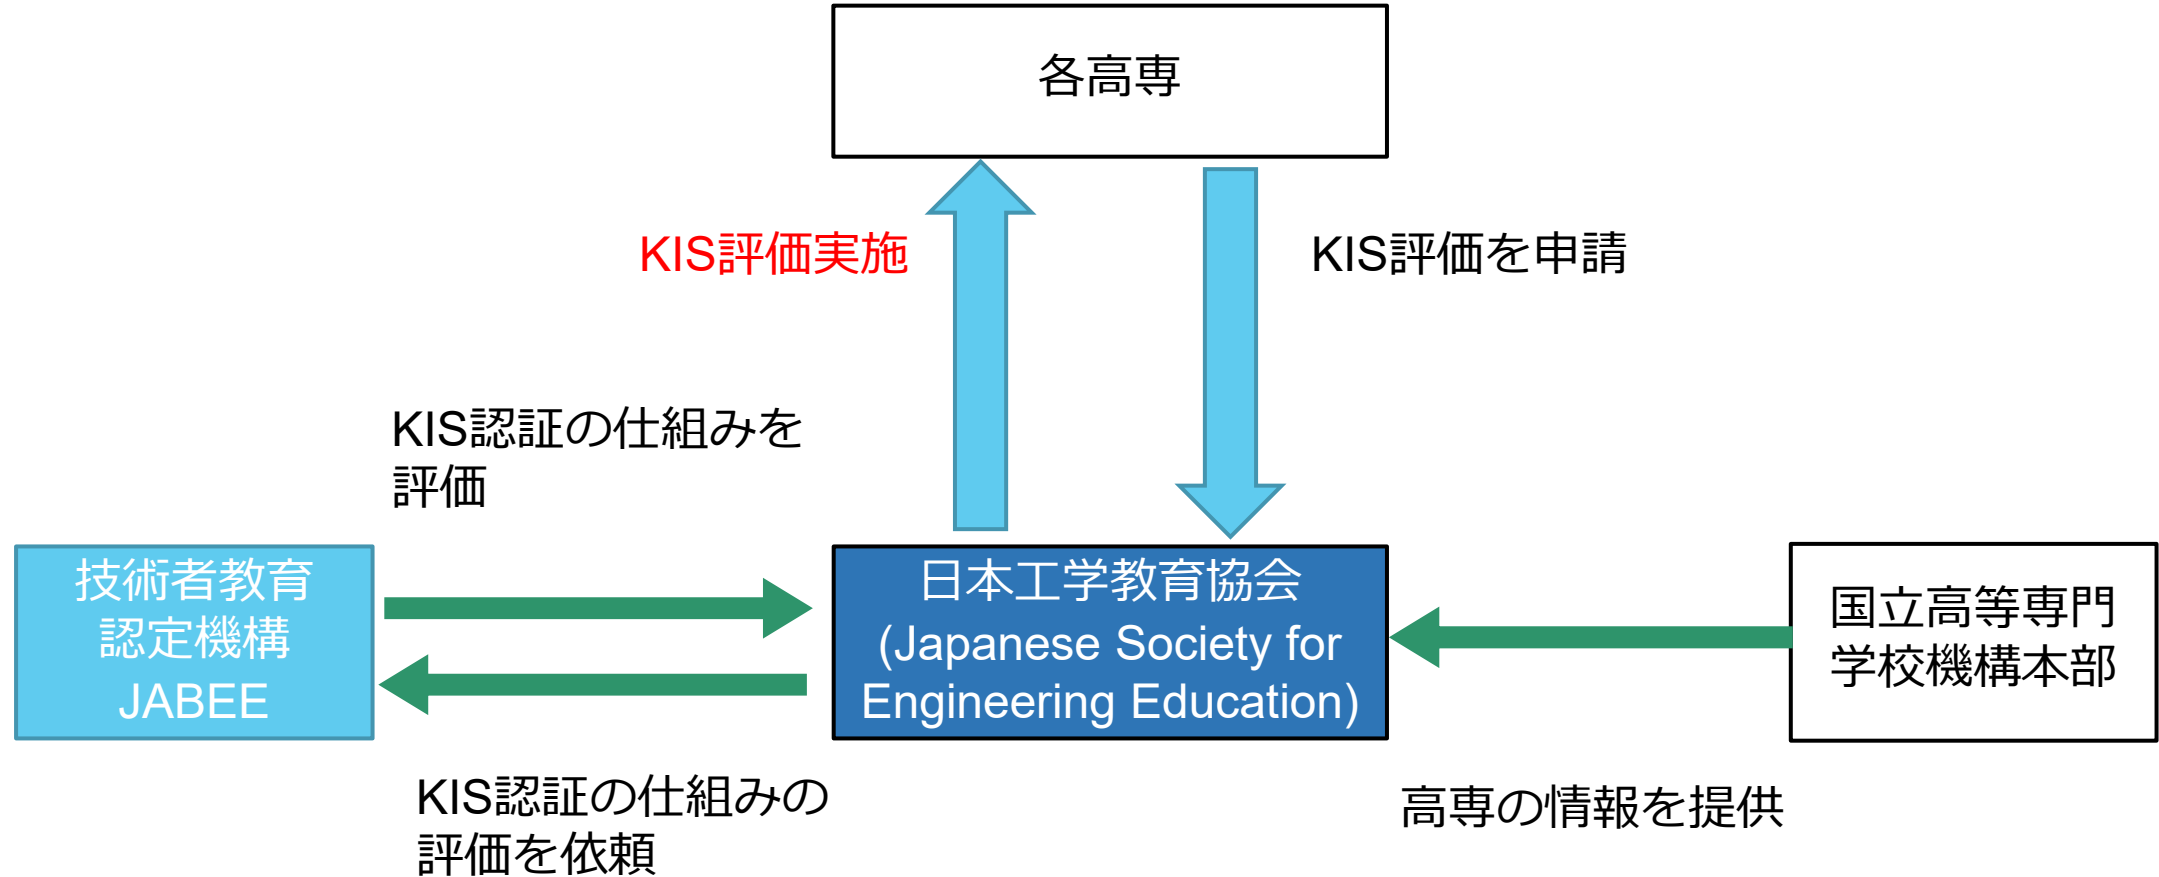 各高専
KIS評価実施
KIS評価を申請
KIS認証の仕組みを
評価
技術者教育
認定機構
JABEE
日本工学教育協会
(Japanese Society for
Engineering Education)
国立高等専門
学校機構本部
KIS認証の仕組みの
評価を依頼
高専の情報を提供